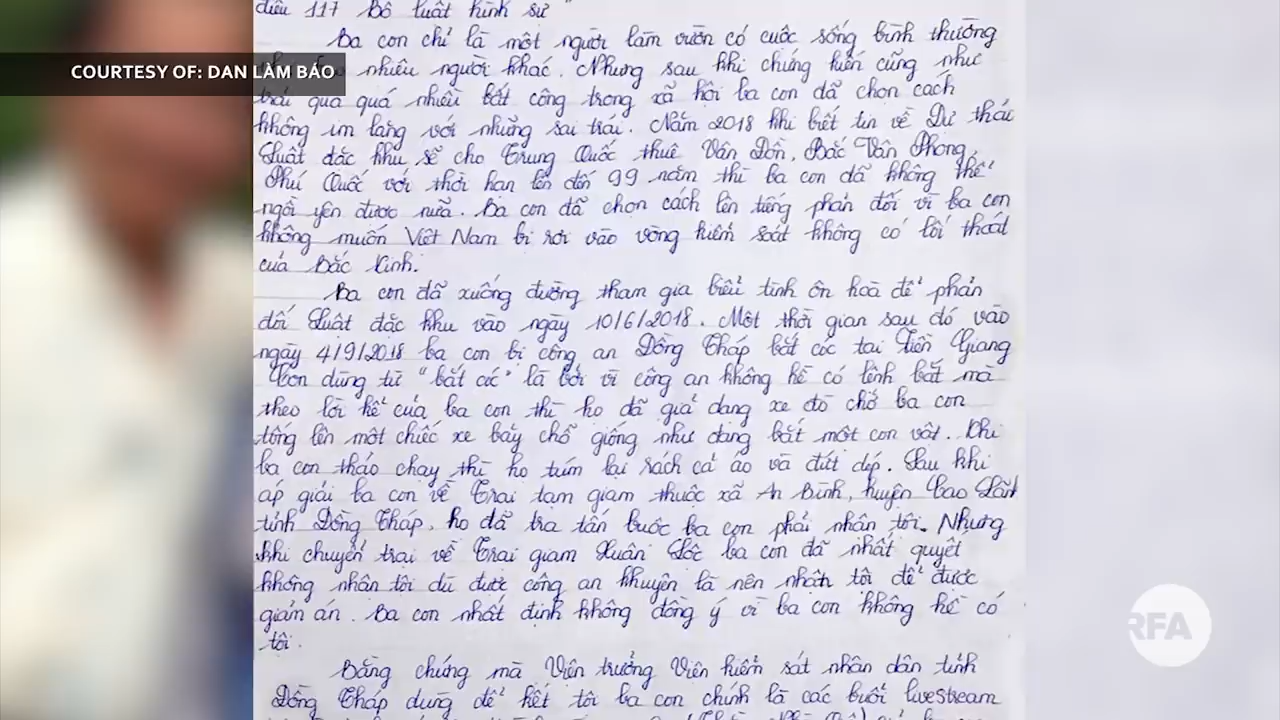 điều 117 Bộ luật hình sự"
Ba con chỉ là một người làm vườn có cuộc sống bình thường
COURTESY OF: DAN LÀM BÁO
nhiều người khác. Nhưng sau khi chứng kiến cũng như
trải qua quá nhiều bất công trong xã hội ba con đã chọn cách
không im lặng với những sai trái. Năm 2018 khi biết tin về Dự thảo
Luật đặc khu sẽ cho Trung Quốc thuê Vân Đồn, Bắc Vân Phong,
Phú Quốc với thời hạn lên đến 99 năm thì ba con đã không thể
ngồi yên được nữa. Ba con đã chọn cách lên tiếng phản đối vì ba con
không muốn Việt Nam bị rơi vào vòng kiểm soát không có lối thoát
của Bắc Kinh.
Ba con đã xuống đường tham gia biểu tình ôn hoà để phản
đối Luật đặc khu vào ngày 10/6/2018. Một thời gian sau đó vào
ngày 4/9/2018 ba con bị công an Đồng Tháp bắt cóc tại Tiền Giang
Con dùng từ "bắt cóc" là bởi vì công an không hề có lệnh bắt mà
theo lời kể của ba con thì họ đã giả dạng xe đò chở ba con
tống lên một chiếc xe bảy chỗ giống như đang bắt một con vật. Khi
ba con tháo chạy thì họ túm lại rách cả áo và đứt dép. Sau khi
áp giải ba con về Trại tạm giam thuộc xã An Bình, huyện Cao Lãnh
tỉnh Đồng Tháp, họ đã tra tấn buộc ba con phải nhận tội. Nhưng
khi chuyển trại về Trại giam Xuân Lộc ba con đã nhất quyết
không nhận tội dù được công an khuyên là nên nhận tội để được
giảm án. Ba con nhất định không đồng ý vì ba con không hề có
tội.
Bằng chứng mà Viện trưởng Viện kiểm sát nhân dân tỉnh
Đồng Tháp dùng để kết tội ba con chính là các buổi livestream
RFA